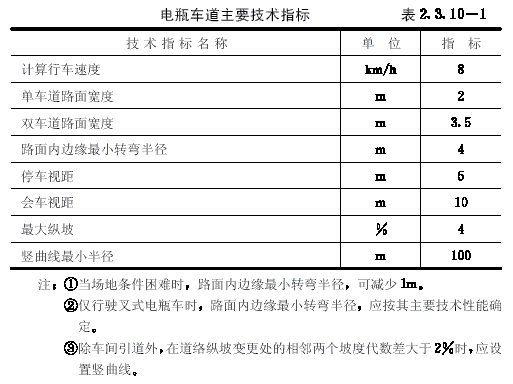 电瓶车道主要技术指标 表2.3.10－1
技术指标名称 单位 指标
计算行车速度 km/h 8
单车道路面宽度 m 2
双车道路面宽度 m 3.5
路面内边缘最小转弯半径 m 4
停车视距 m 5
会车视距 m 10
最大纵坡 % 4
竖曲线最小半径 m 100
注：①当场地条件困难时，路面内边缘最小转弯半径，可减少1m。
②仅行驶叉式电瓶车时，路面内边缘最小转弯半径，应按其主要技术性能确
定。
③除车间引道外，在道络纵坡变更处的相邻两个坡度代数差大于2%时，应设
置竖曲线。